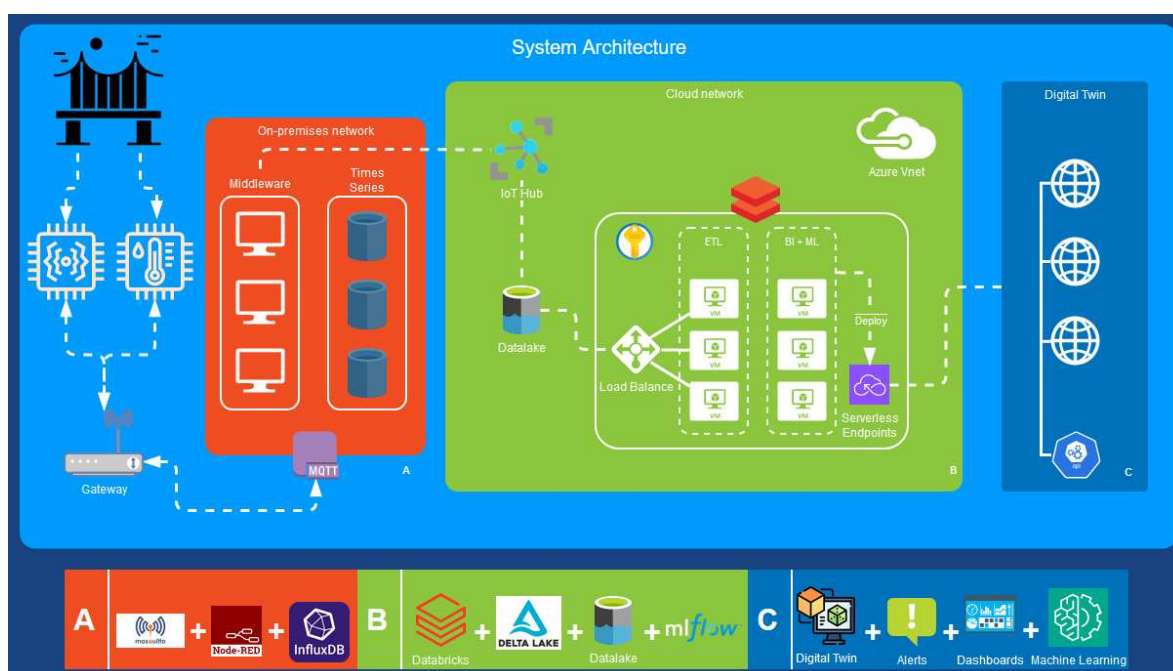 System Architecture
Cloud network
Digital Twin
On-premises network
Middleware
Times
Series
IoT Hub
Azure Vnet
ETL
BI + ML
VM
VM
VM
VM
VM
VM
Deploy
Datalake
Load Balance
Serverless
Endpoints
MQTT
Gateway
A
B
C
api
A
mosquitto
+
Node-RED
+
InfluxDB
B
Databricks
+
DELTA LAKE
+
Datalake
+
mlflow
C
Digital Twin
+
!
Alerts
+
Dashboards
+
Machine Learning